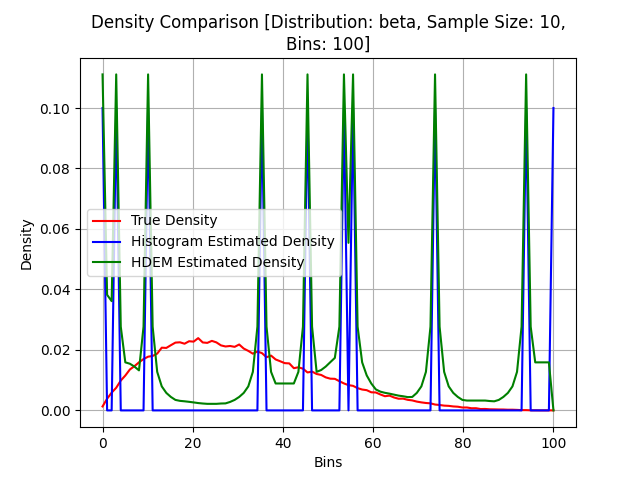 Density Comparison [Distribution: beta, Sample Size: 10,
Bins: 100]
Density
0.10
0.08
0.06
0.04
0.02
0.00
True Density
Histogram Estimated Density
HDEM Estimated Density
0 20 40 60 80 100
Bins